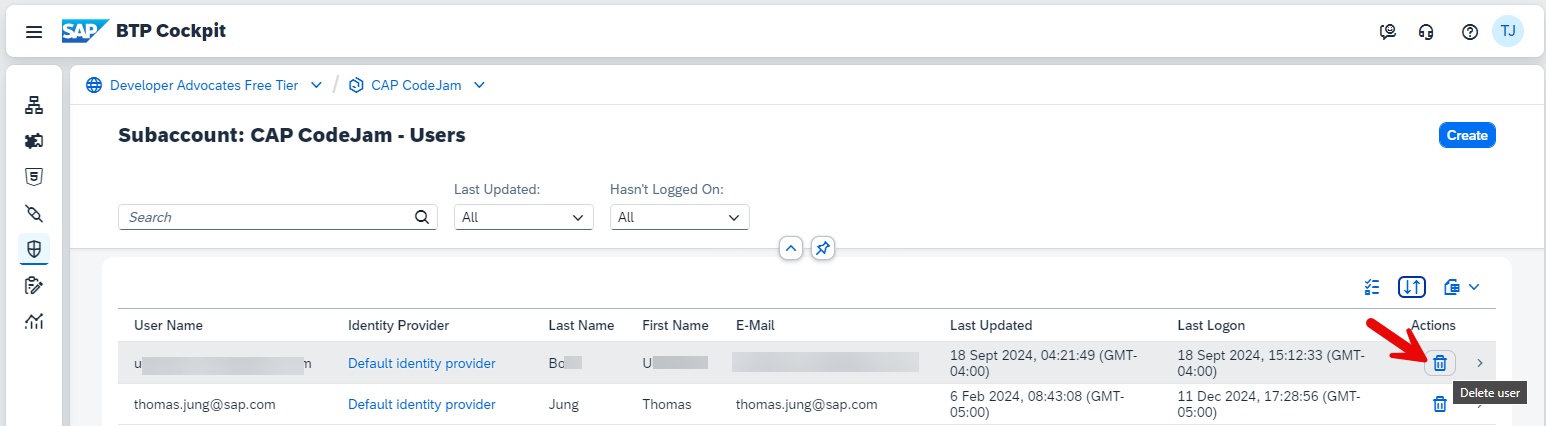 SAP BTP Cockpit TJ
Developer Advocates Free Tier / CAP CodeJam
Subaccount: CAP CodeJam - Users Create
Last Updated: Hasn't Logged On:
Search All All
User Name Identity Provider Last Name First Name E-Mail Last Updated Last Logon Actions
Default identity provider 18 Sept 2024, 04:21:49 (GMT- 18 Sept 2024, 15:12:33 (GMT-
04:00) 04:00)
Delete user
thomas.jung@sap.com Default identity provider Jung Thomas thomas.jung@sap.com 6 Feb 2024, 08:43:08 (GMT- 11 Dec 2024, 17:28:56 (GMT-
05:00) 05:00)